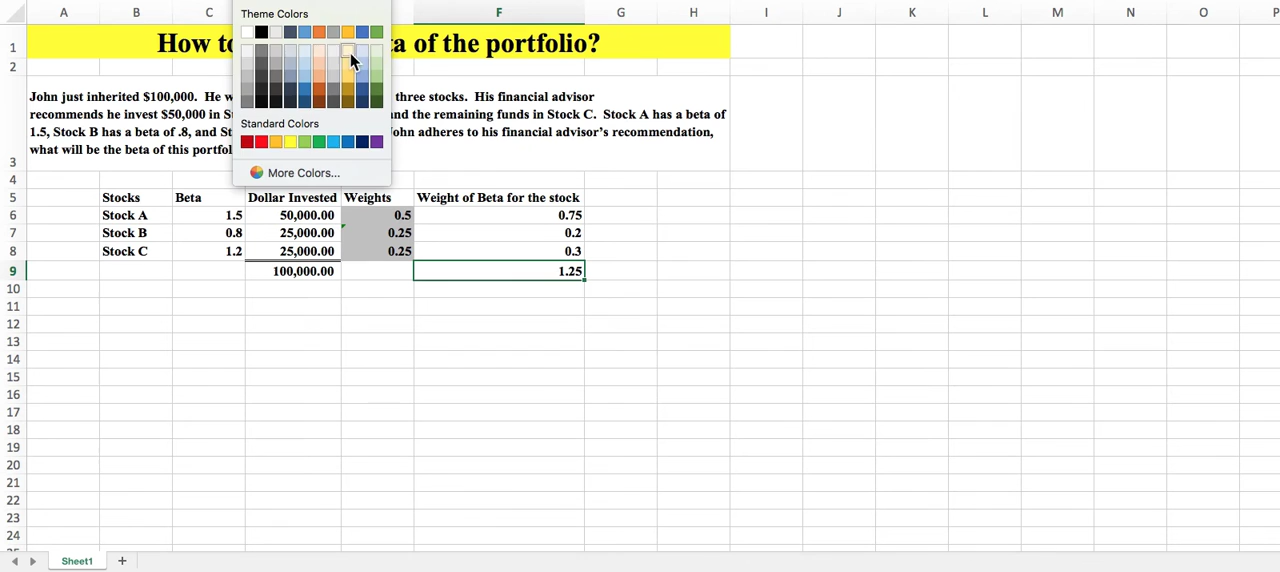 Theme Colors
Standard Colors
More Colors...
A B C F G H I J K L M N O P
1 How to a of the portfolio?
2
John just inherited $100,000. He w three stocks. His financial advisor
recommends he invest $50,000 in St and the remaining funds in Stock C. Stock A has a beta of
1.5, Stock B has a beta of .8, and St ohn adheres to his financial advisor's recommendation,
3 what will be the beta of this portfol
4
5 Stocks Beta Dollar Invested Weights Weight of Beta for the stock
6 Stock A 1.5 50,000.00 0.5 0.75
7 Stock B 0.8 25,000.00 0.25 0.2
8 Stock C 1.2 25,000.00 0.25 0.3
9 100,000.00 1.25
10
11
12
13
14
15
16
17
18
19
20
21
22
23
24
Sheet1